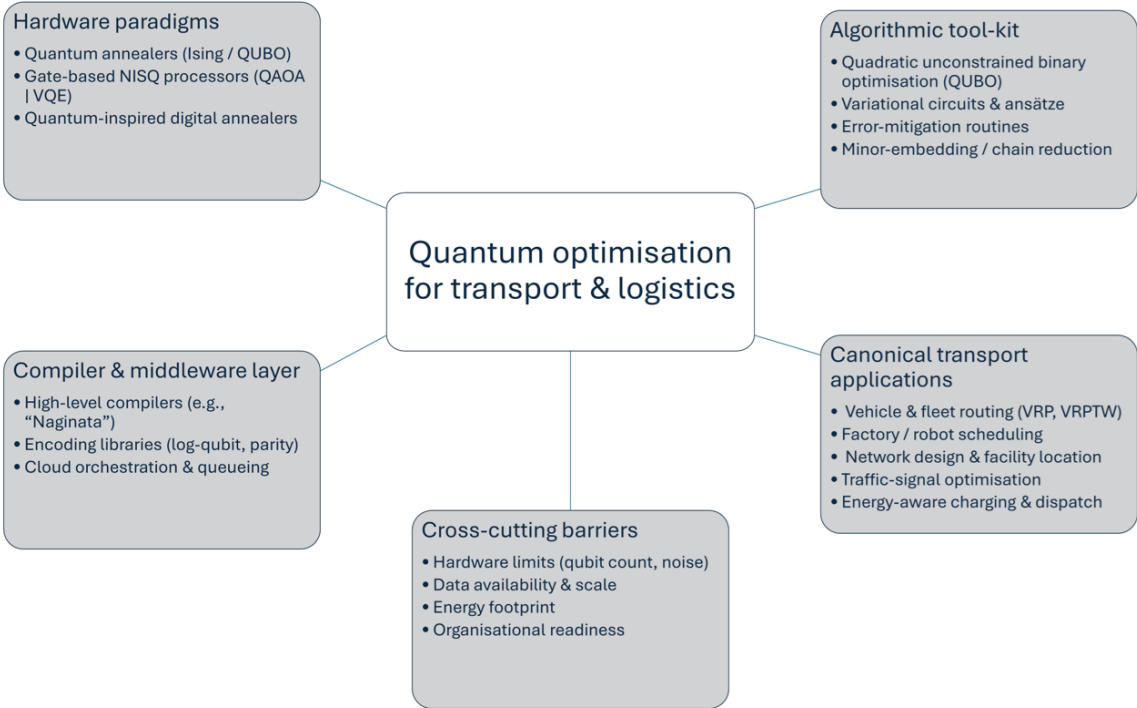 Hardware paradigms
• Quantum annealers (Ising / QUBO)
• Gate-based NISQ processors (QAOA
| VQE)
• Quantum-inspired digital annealers
Algorithmic tool-kit
• Quadratic unconstrained binary
optimisation (QUBO)
• Variational circuits & ansätze
• Error-mitigation routines
• Minor-embedding / chain reduction
Quantum optimisation
for transport & logistics
Compiler & middleware layer
• High-level compilers (e.g.,
“Naginata”)
• Encoding libraries (log-qubit, parity)
• Cloud orchestration & queueing
Canonical transport
applications
• Vehicle & fleet routing (VRP, VRPTW)
• Factory / robot scheduling
• Network design & facility location
• Traffic-signal optimisation
• Energy-aware charging & dispatch
Cross-cutting barriers
• Hardware limits (qubit count, noise)
• Data availability & scale
• Energy footprint
• Organisational readiness